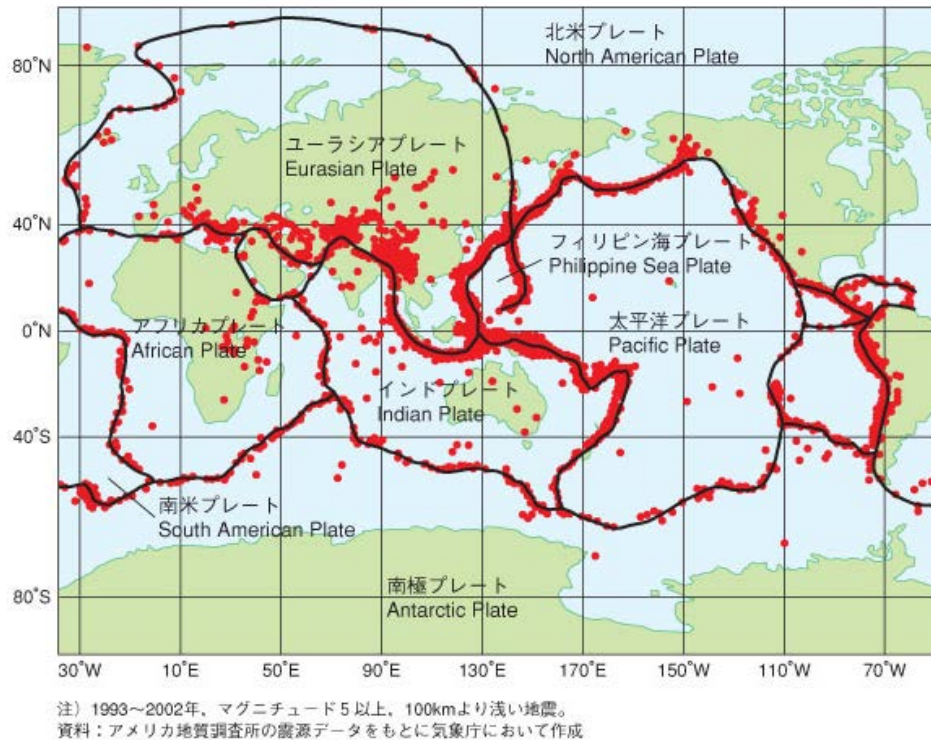 北米プレート
North American Plate
80°N
ユーラシアプレート
Eurasian Plate
40°N
フィリピン海プレート
Philippine Sea Plate
太平洋プレート
Pacific Plate
0°N
アフリカプレート
African Plate
インドプレート
Indian Plate
40°S
南米プレート
South American Plate
南極プレート
Antarctic Plate
80°S
30°W 10°E 50°E 90°E 130°E 170°E 150°W 110°W 70°W
注）1993～2002年，マグニチュード5以上，100kmより浅い地震。
資料：アメリカ地質調査所の震源データをもとに気象庁において作成